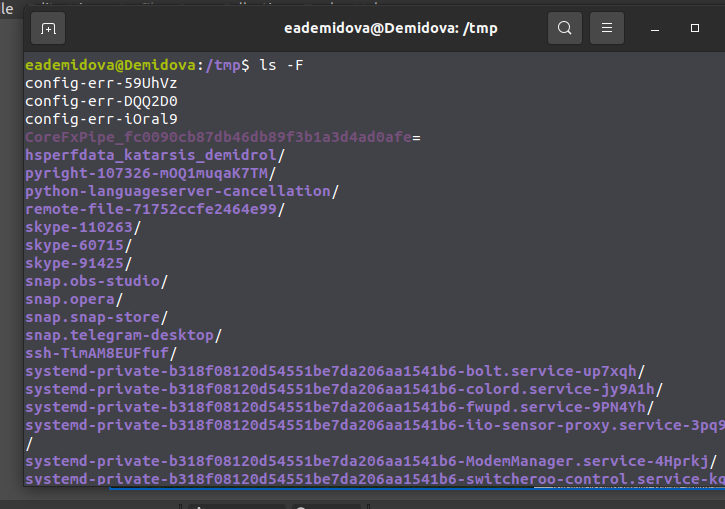 eademidova@Demidova: /tmp
eademidova@Demidova:/tmp$ ls -F
config-err-59UhVz
config-err-DQQ2D0
config-err-iOral9
CoreFxPipe_fc0090cb87db46db89f3b1a3d4ad0afe=
hsperfdata_katarsis_demidrol/
pyright-107326-mOQ1muqaK7TM/
python-languageserver-cancellation/
remote-file-71752ccfe2464e99/
skype-110263/
skype-60715/
skype-91425/
snap.obs-studio/
snap.opera/
snap.snap-store/
snap.telegram-desktop/
ssh-TimAM8EUFfuf/
systemd-private-b318f08120d54551be7da206aa1541b6-bolt.service-up7xqh/
systemd-private-b318f08120d54551be7da206aa1541b6-colord.service-jy9A1h/
systemd-private-b318f08120d54551be7da206aa1541b6-fwupd.service-9PN4Yh/
systemd-private-b318f08120d54551be7da206aa1541b6-iio-sensor-proxy.service-3pq9
/
systemd-private-b318f08120d54551be7da206aa1541b6-ModemManager.service-4Hprkj/
systemd-private-b318f08120d54551be7da206aa1541b6-switcheroo-control.service-kq